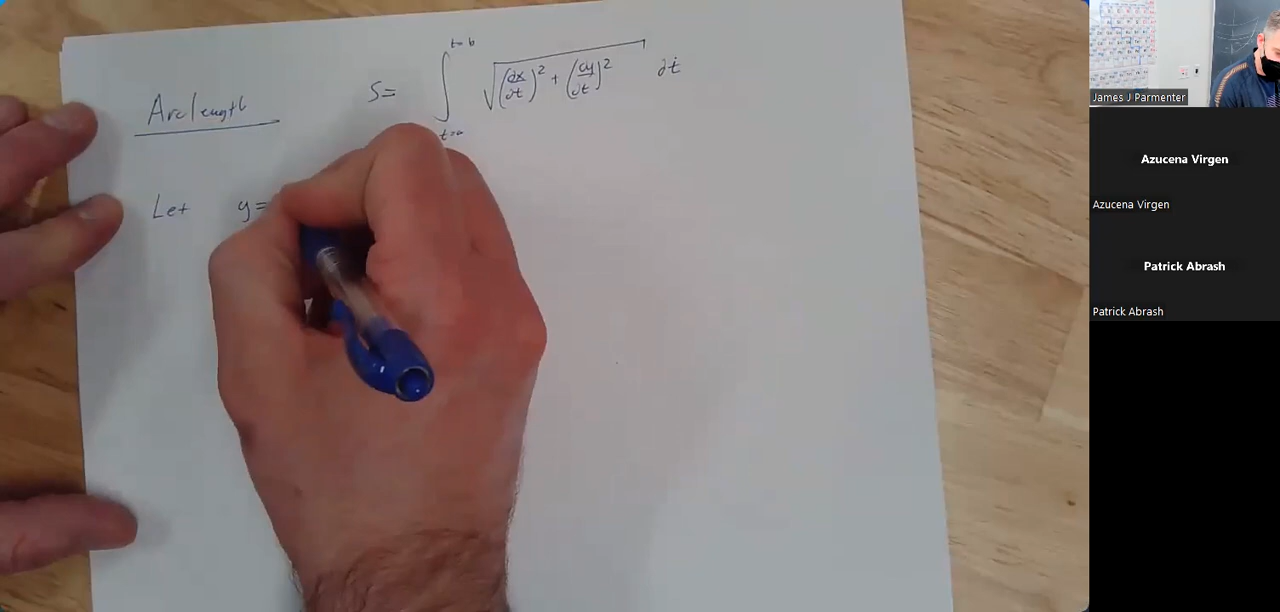 t=b
Arclength S= ∫ √((dx/dt)² + (dy/dt)²) dt
t=a
Let y=
James J Parmenter
Azucena Virgen
Azucena Virgen
Patrick Abrash
Patrick Abrash